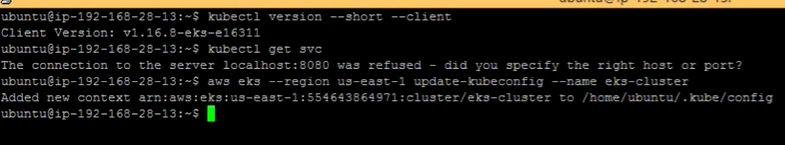 ubuntu@ip-192-168-28-13:~$ kubectl version --short --client
Client Version: v1.16.8-eks-e16311
ubuntu@ip-192-168-28-13:~$ kubectl get svc
The connection to the server localhost:8080 was refused - did you specify the right host or port?
ubuntu@ip-192-168-28-13:~$ aws eks --region us-east-1 update-kubeconfig --name eks-cluster
Added new context arn:aws:eks:us-east-1:554643864971:cluster/eks-cluster to /home/ubuntu/.kube/config
ubuntu@ip-192-168-28-13:~$